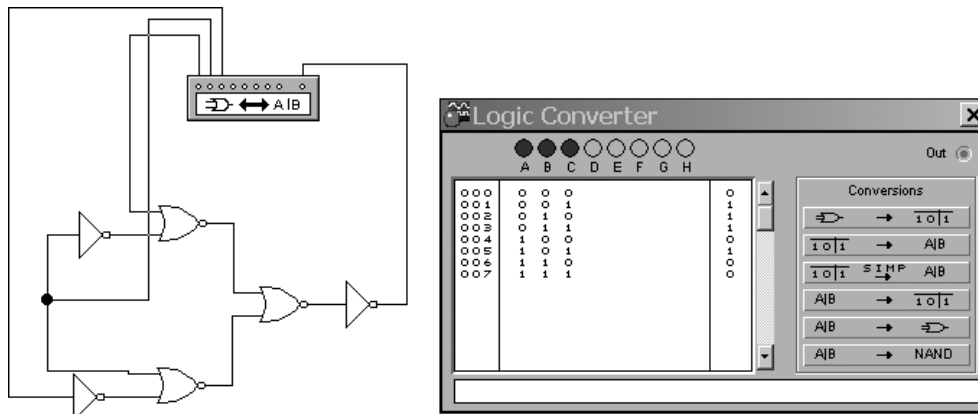 A|B
Logic Converter
Out
A B C D E F G H
000 0 0 0 0
001 0 0 1 1
002 0 1 0 1
003 0 1 1 1
004 1 0 0 0
005 1 0 1 1
006 1 1 0 0
007 1 1 1 0
Conversions
→ 1 0|1
1 0|1 → A|B
1 0|1 SIMP → A|B
A|B → 1 0|1
A|B →
A|B → NAND